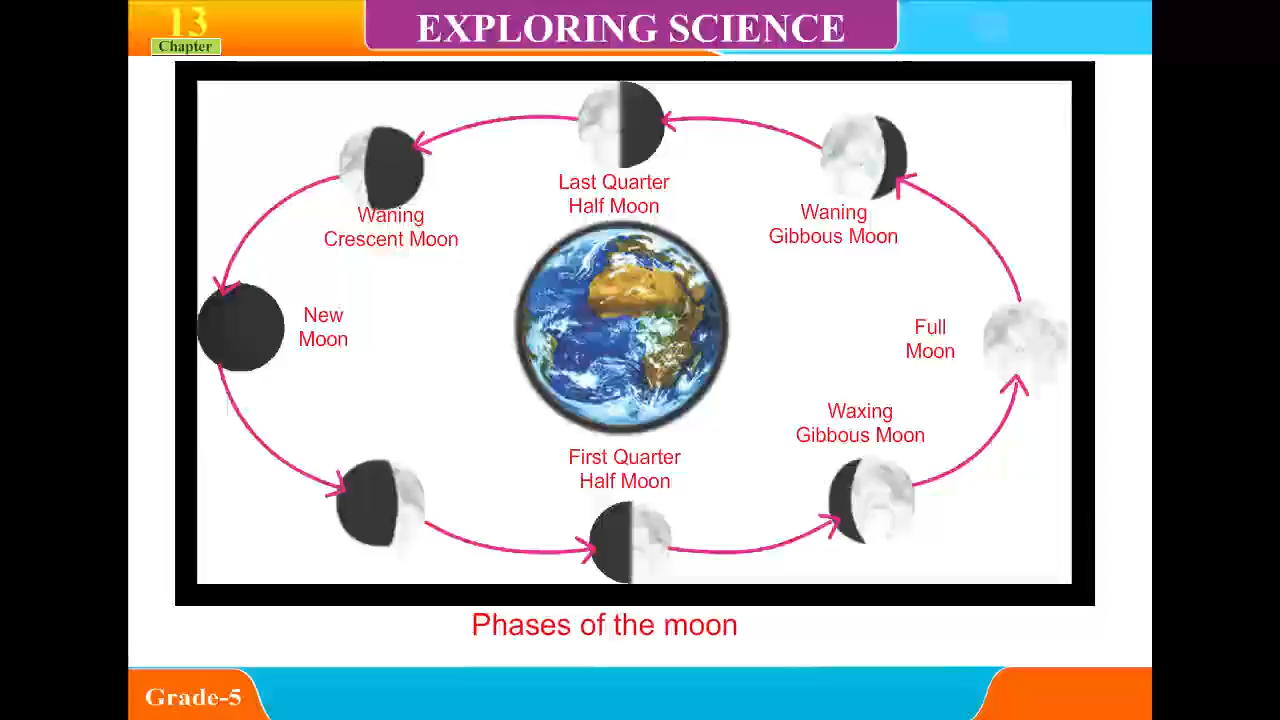 13
Chapter
EXPLORING SCIENCE
Last Quarter
Half Moon
Waning
Gibbous Moon
Waning
Crescent Moon
New
Moon
Full
Moon
Waxing
Gibbous Moon
First Quarter
Half Moon
Phases of the moon
Grade-5